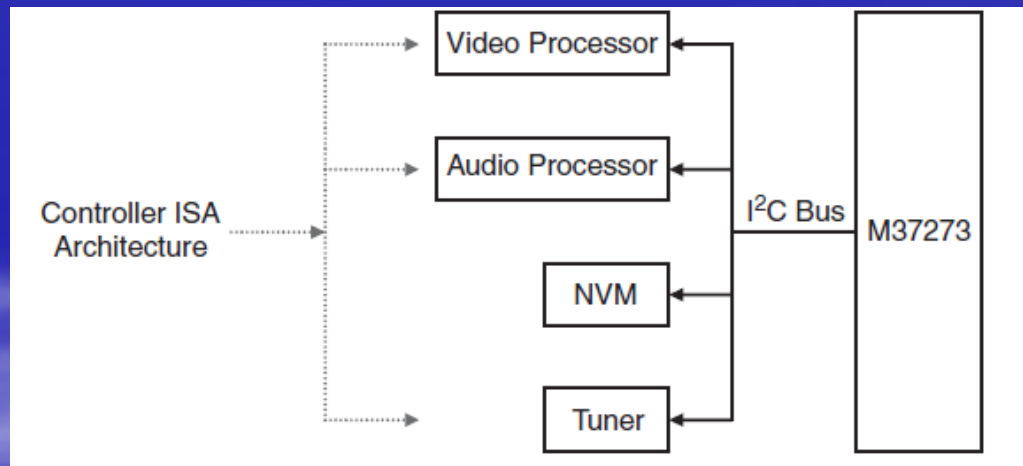 Video Processor
Audio Processor
Controller ISA
Architecture
I²C Bus
M37273
NVM
Tuner